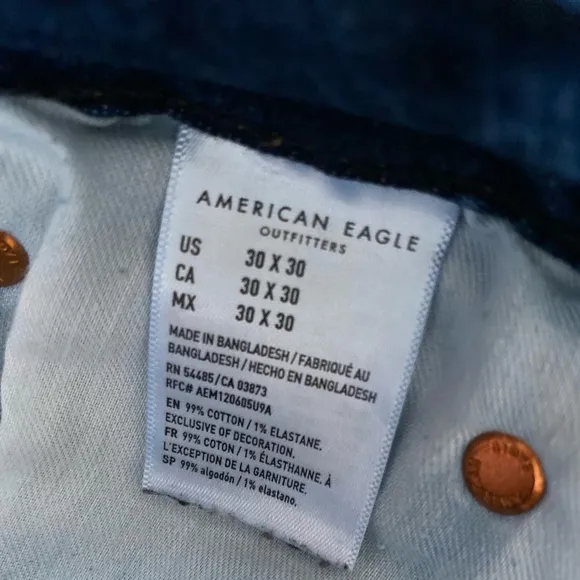 AMERICAN EAGLE
OUTFITTERS
US 30 X 30
CA 30 X 30
MX 30 X 30
MADE IN BANGLADESH / FABRIQUÉ AU
BANGLADESH / HECHO EN BANGLADESH
RN 54485/CA 03873
RFC# AEM120605U9A
EN 99% COTTON / 1% ELASTANE.
EXCLUSIVE OF DECORATION.
FR 99% COTON / 1% ÉLASTHANNE. À
L'EXCEPTION DE LA GARNITURE.
SP 99% algodón / 1% elastano.